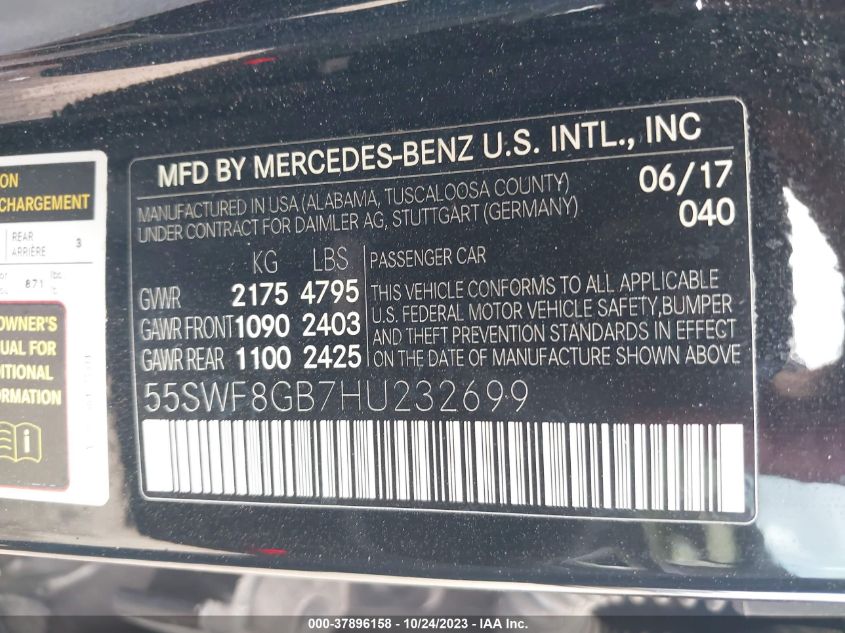 ON
CHARGEMENT
REAR
ARRIÈRE 3
871
OWNER'S
UAL FOR
DITIONAL
ORMATION
MFD BY MERCEDES-BENZ U.S. INTL., INC
MANUFACTURED IN USA (ALABAMA, TUSCALOOSA COUNTY) 06/17
UNDER CONTRACT FOR DAIMLER AG, STUTTGART (GERMANY) 040
KG LBS
GVWR 2175 4795
GAWR FRONT 1090 2403
GAWR REAR 1100 2425
PASSENGER CAR
THIS VEHICLE CONFORMS TO ALL APPLICABLE
U.S. FEDERAL MOTOR VEHICLE SAFETY,BUMPER
AND THEFT PREVENTION STANDARDS IN EFFECT
ON THE DATE OF MANUFACTURE SHOWN ABOVE
55SWF8GB7HU232699
000-37896158 - 10/24/2023 - IAAI, Inc.